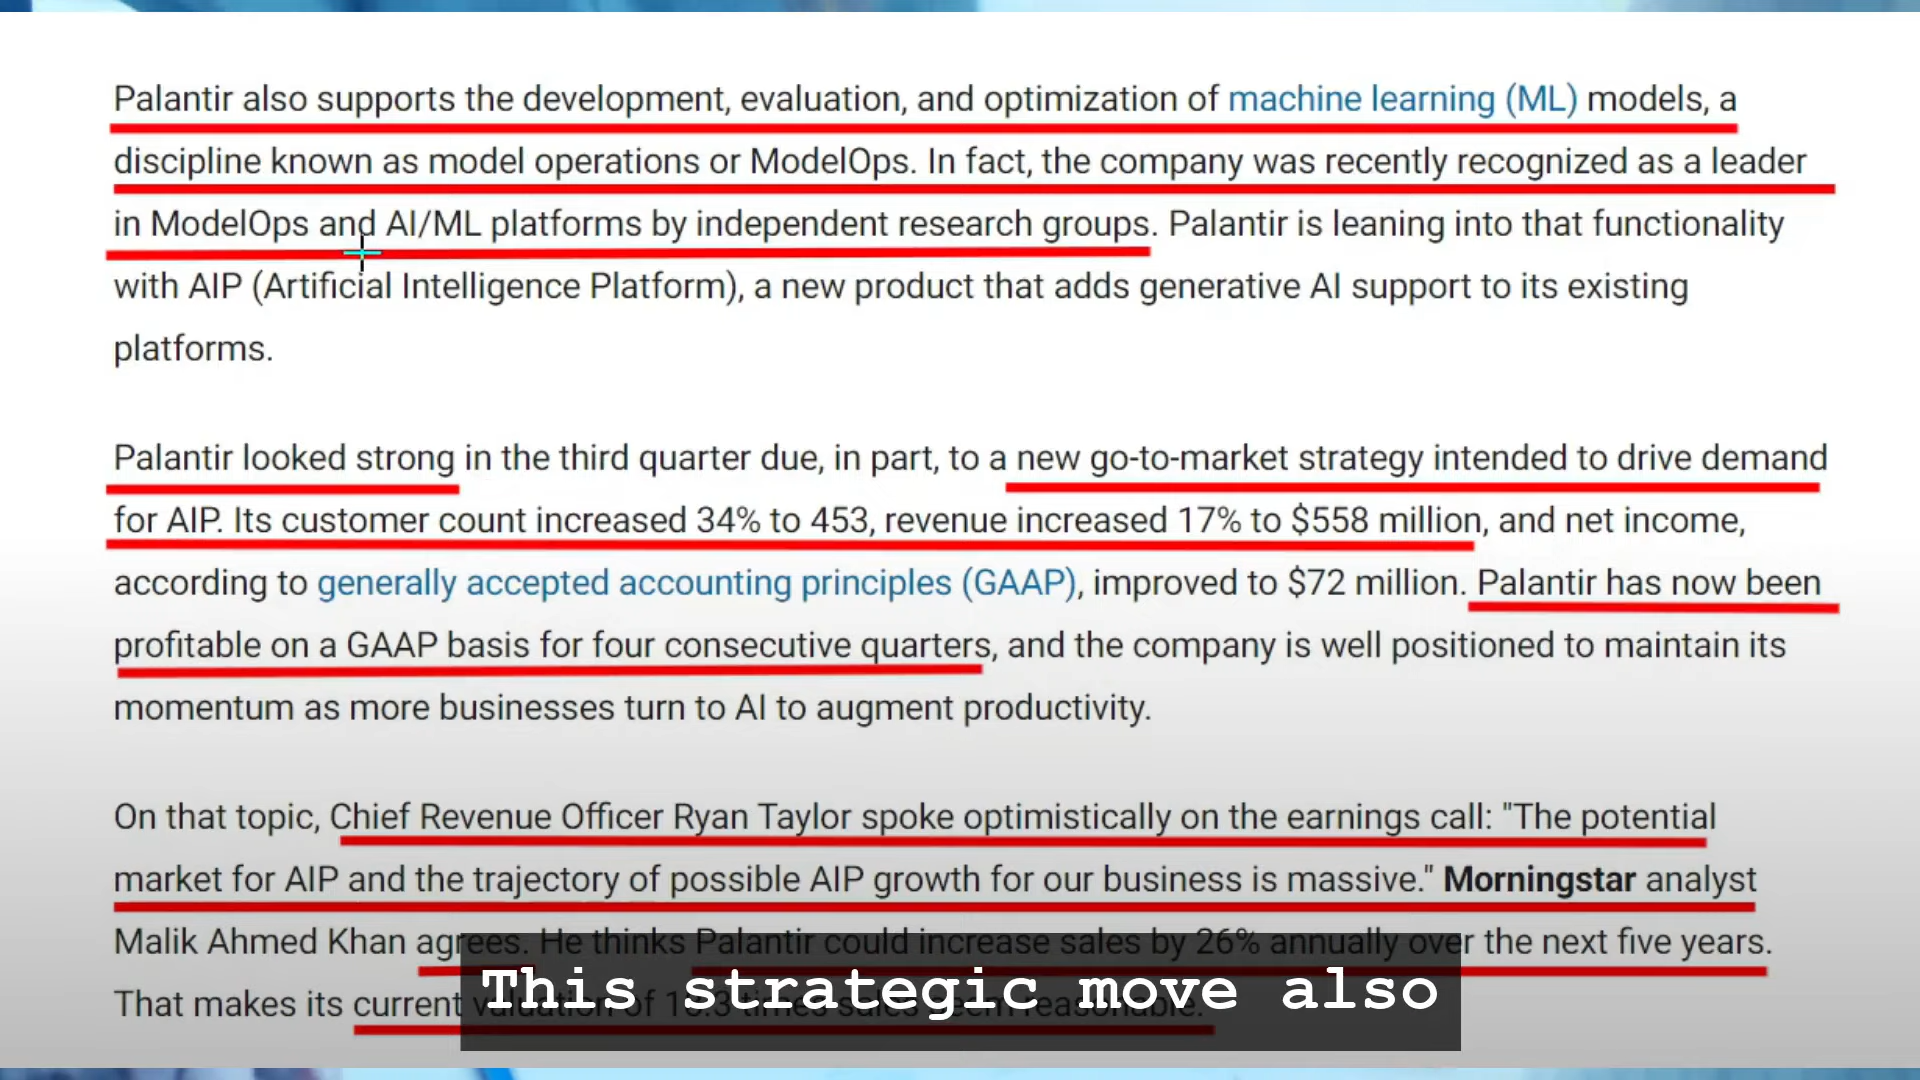 Palantir also supports the development, evaluation, and optimization of machine learning (ML) models, a
discipline known as model operations or ModelOps. In fact, the company was recently recognized as a leader
in ModelOps and AI/ML platforms by independent research groups. Palantir is leaning into that functionality
with AIP (Artificial Intelligence Platform), a new product that adds generative AI support to its existing
platforms.
Palantir looked strong in the third quarter due, in part, to a new go-to-market strategy intended to drive demand
for AIP. Its customer count increased 34% to 453, revenue increased 17% to $558 million, and net income,
according to generally accepted accounting principles (GAAP), improved to $72 million. Palantir has now been
profitable on a GAAP basis for four consecutive quarters, and the company is well positioned to maintain its
momentum as more businesses turn to AI to augment productivity.
On that topic, Chief Revenue Officer Ryan Taylor spoke optimistically on the earnings call: "The potential
market for AIP and the trajectory of possible AIP growth for our business is massive." Morningstar analyst
Malik Ahmed Khan agrees. He thinks Palantir could increase sales by 26% annually over the next five years.
That makes its current valuation of times sales seem reasonable.
This strategic move also